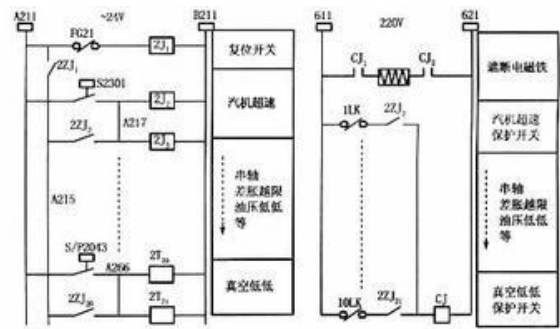 A211
~24V
B211
FG21
2ZJ₁
复位开关
2ZJ₁
S2301
汽机超速
2ZJ₂
A217
A215
串轴
差胀越限
油压低低
等
S/P2043
A266
真空低低
2ZJ₂₀
611
220V
621
CJ₁
CJ₂
遮断电磁铁
1LK
2ZJ₂
汽机超速
保护开关
串轴
差胀越限
油压低低
等
10LK
2ZJ₂₁
CJ
真空低低
保护开关